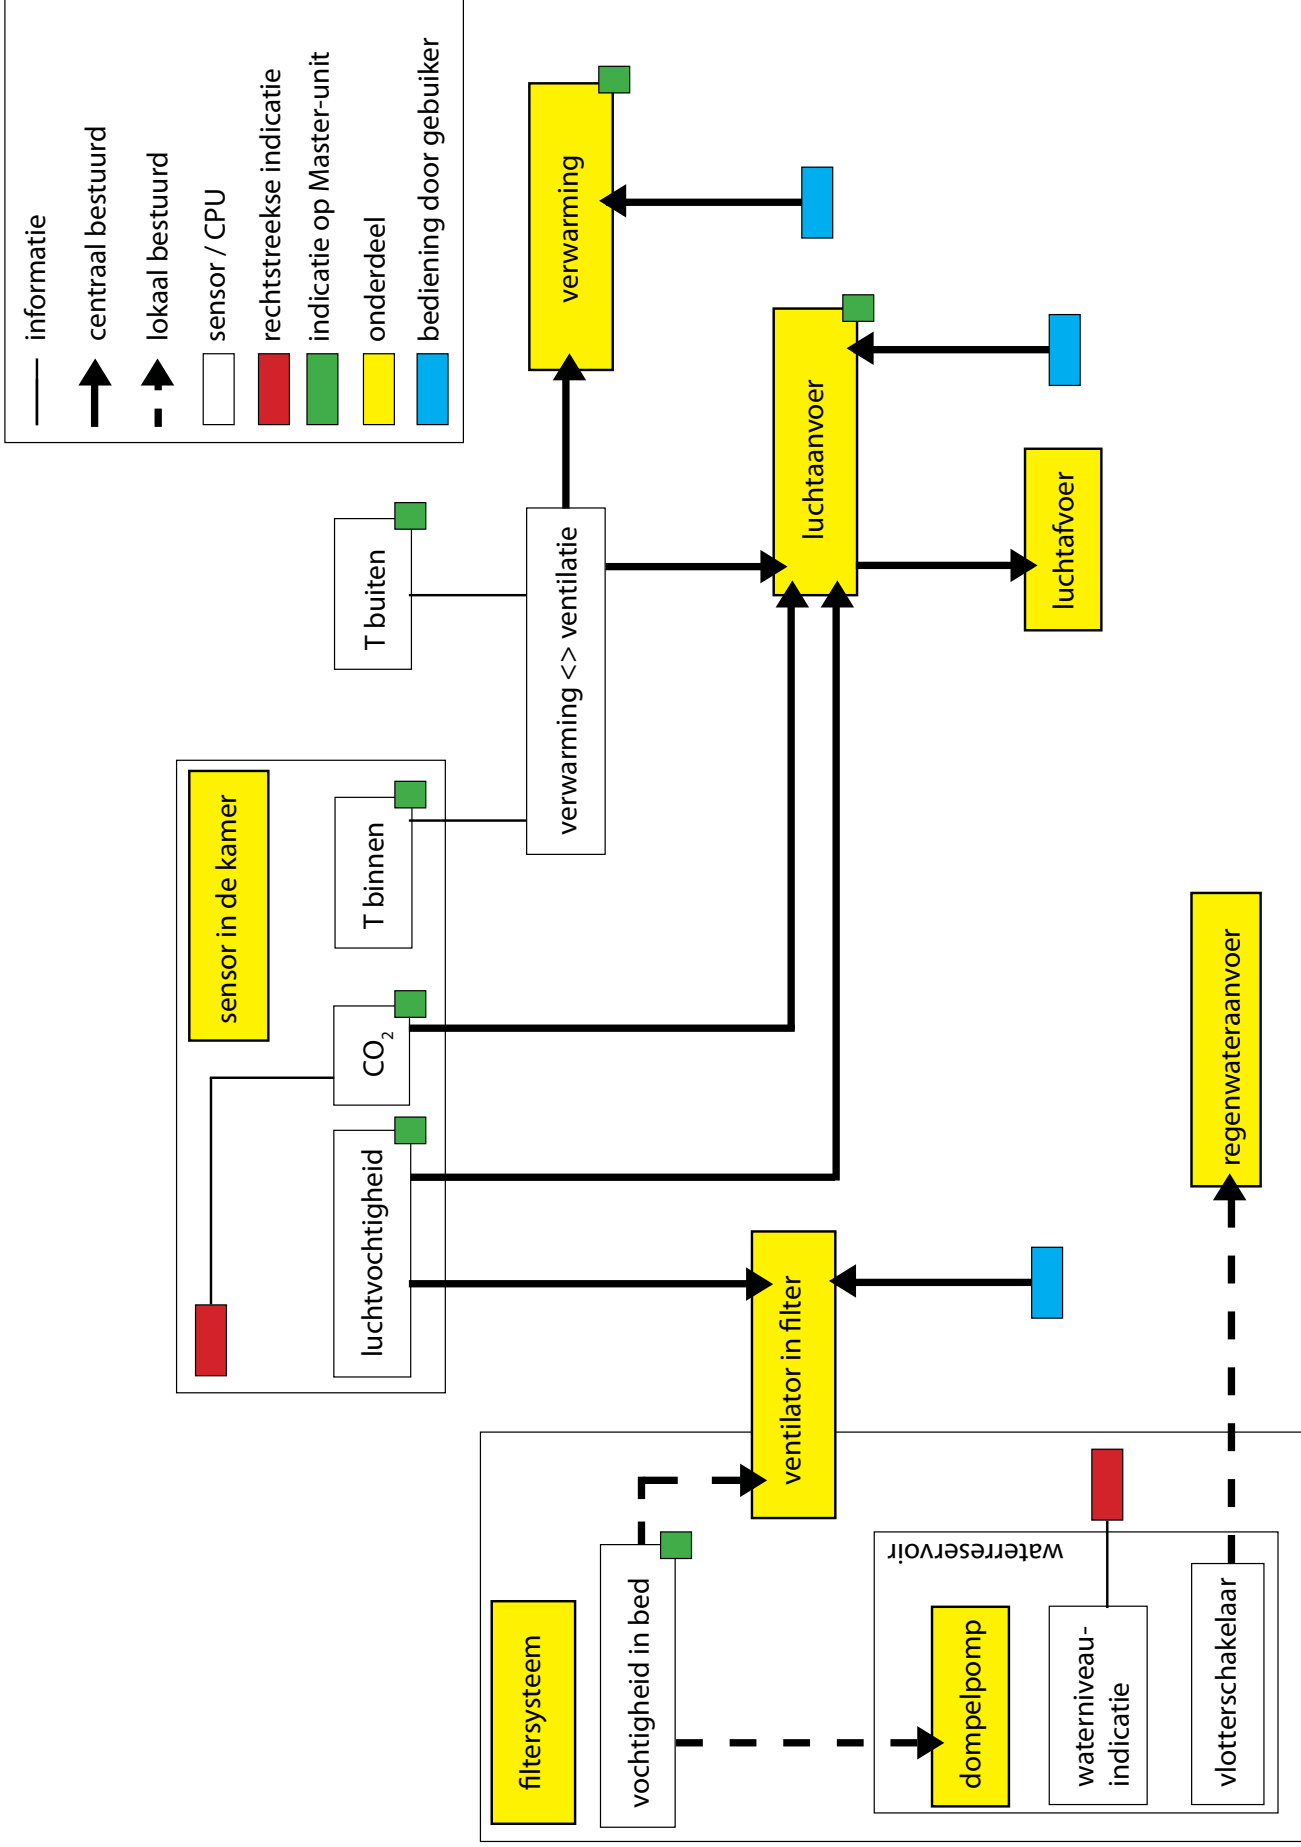 filtersysteem
vochtigheid in bed
waterreservoir
dompelpomp
waterniveau-
indicatie
vlotterschakelaar
ventilator in filter
regenwateraanvoer
sensor in de kamer
luchtvochtigheid
CO₂
T binnen
T buiten
verwarming <> ventilatie
verwarming
luchtaanvoer
luchtafvoer
informatie
centraal bestuurd
lokaal bestuurd
sensor / CPU
rechtstreekse indicatie
indicatie op Master-unit
onderdeel
bediening door gebuiker